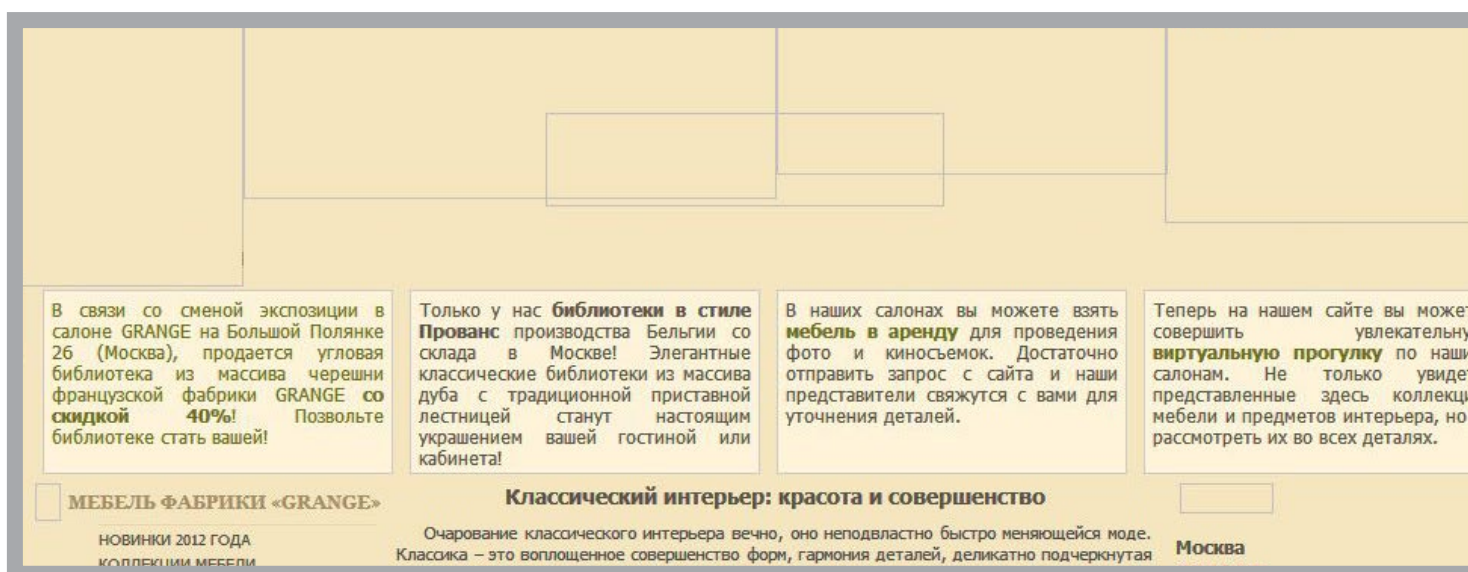 В связи со сменой экспозиции в
салоне GRANGE на Большой Полянке
26 (Москва), продается угловая
библиотека из массива черешни
французской фабрики GRANGE со
скидкой 40%! Позвольте
библиотеке стать вашей!
Только у нас библиотеки в стиле
Прованс производства Бельгии со
склада в Москве! Элегантные
классические библиотеки из массива
дуба с традиционной приставной
лестницей станут настоящим
украшением вашей гостиной или
кабинета!
В наших салонах вы можете взять
мебель в аренду для проведения
фото и киносъемок. Достаточно
отправить запрос с сайта и наши
представители свяжутся с вами для
уточнения деталей.
Теперь на нашем сайте вы может
совершить увлекательну
виртуальную прогулку по наши
салонам. Не только увидет
представленные здесь коллекци
мебели и предметов интерьера, но
рассмотреть их во всех деталях.
МЕБЕЛЬ ФАБРИКИ «GRANGE»
НОВИНКИ 2012 ГОДА
КОЛЛЕКЦИИ МЕБЕЛИ
Классический интерьер: красота и совершенство
Очарование классического интерьера вечно, оно неподвластно быстро меняющейся моде.
Классика – это воплощенное совершенство форм, гармония деталей, деликатно подчеркнутая
Москва